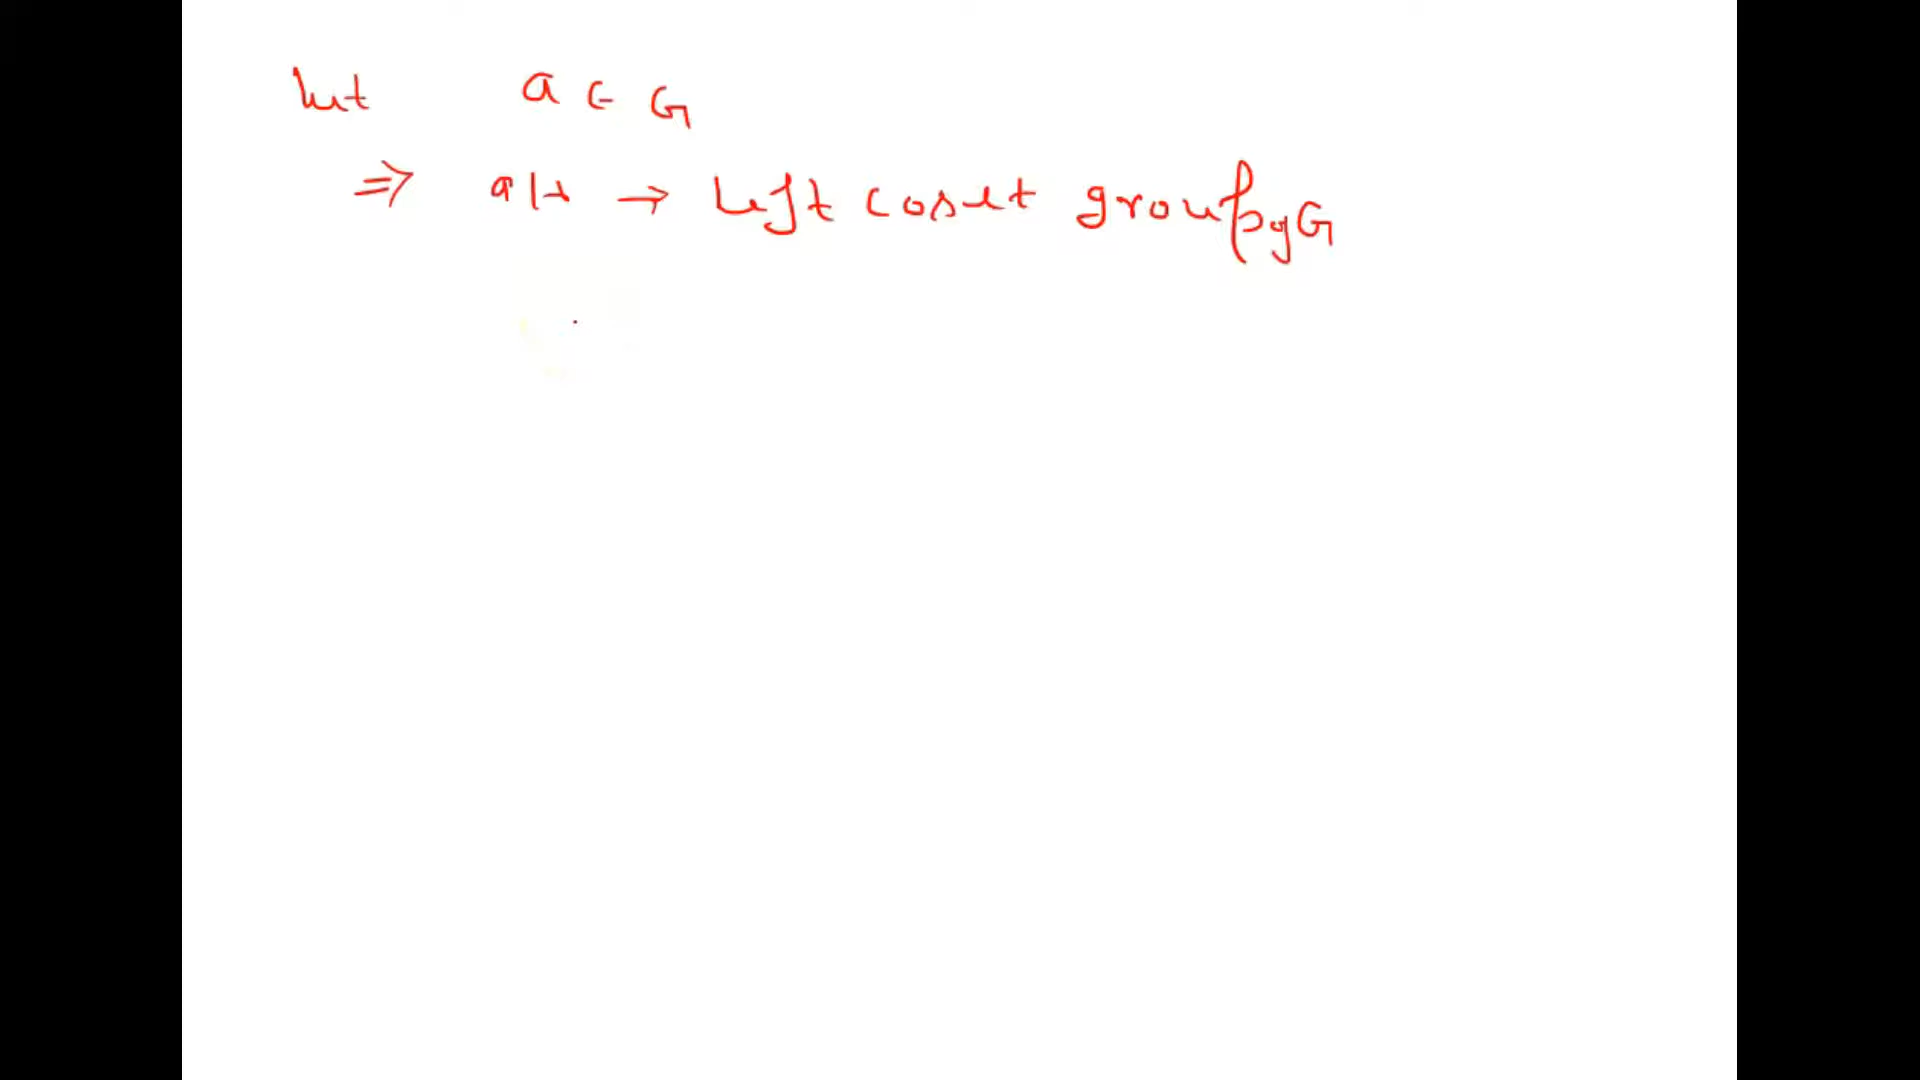 let a ∈ G
⇒ aH → Left coset group of G